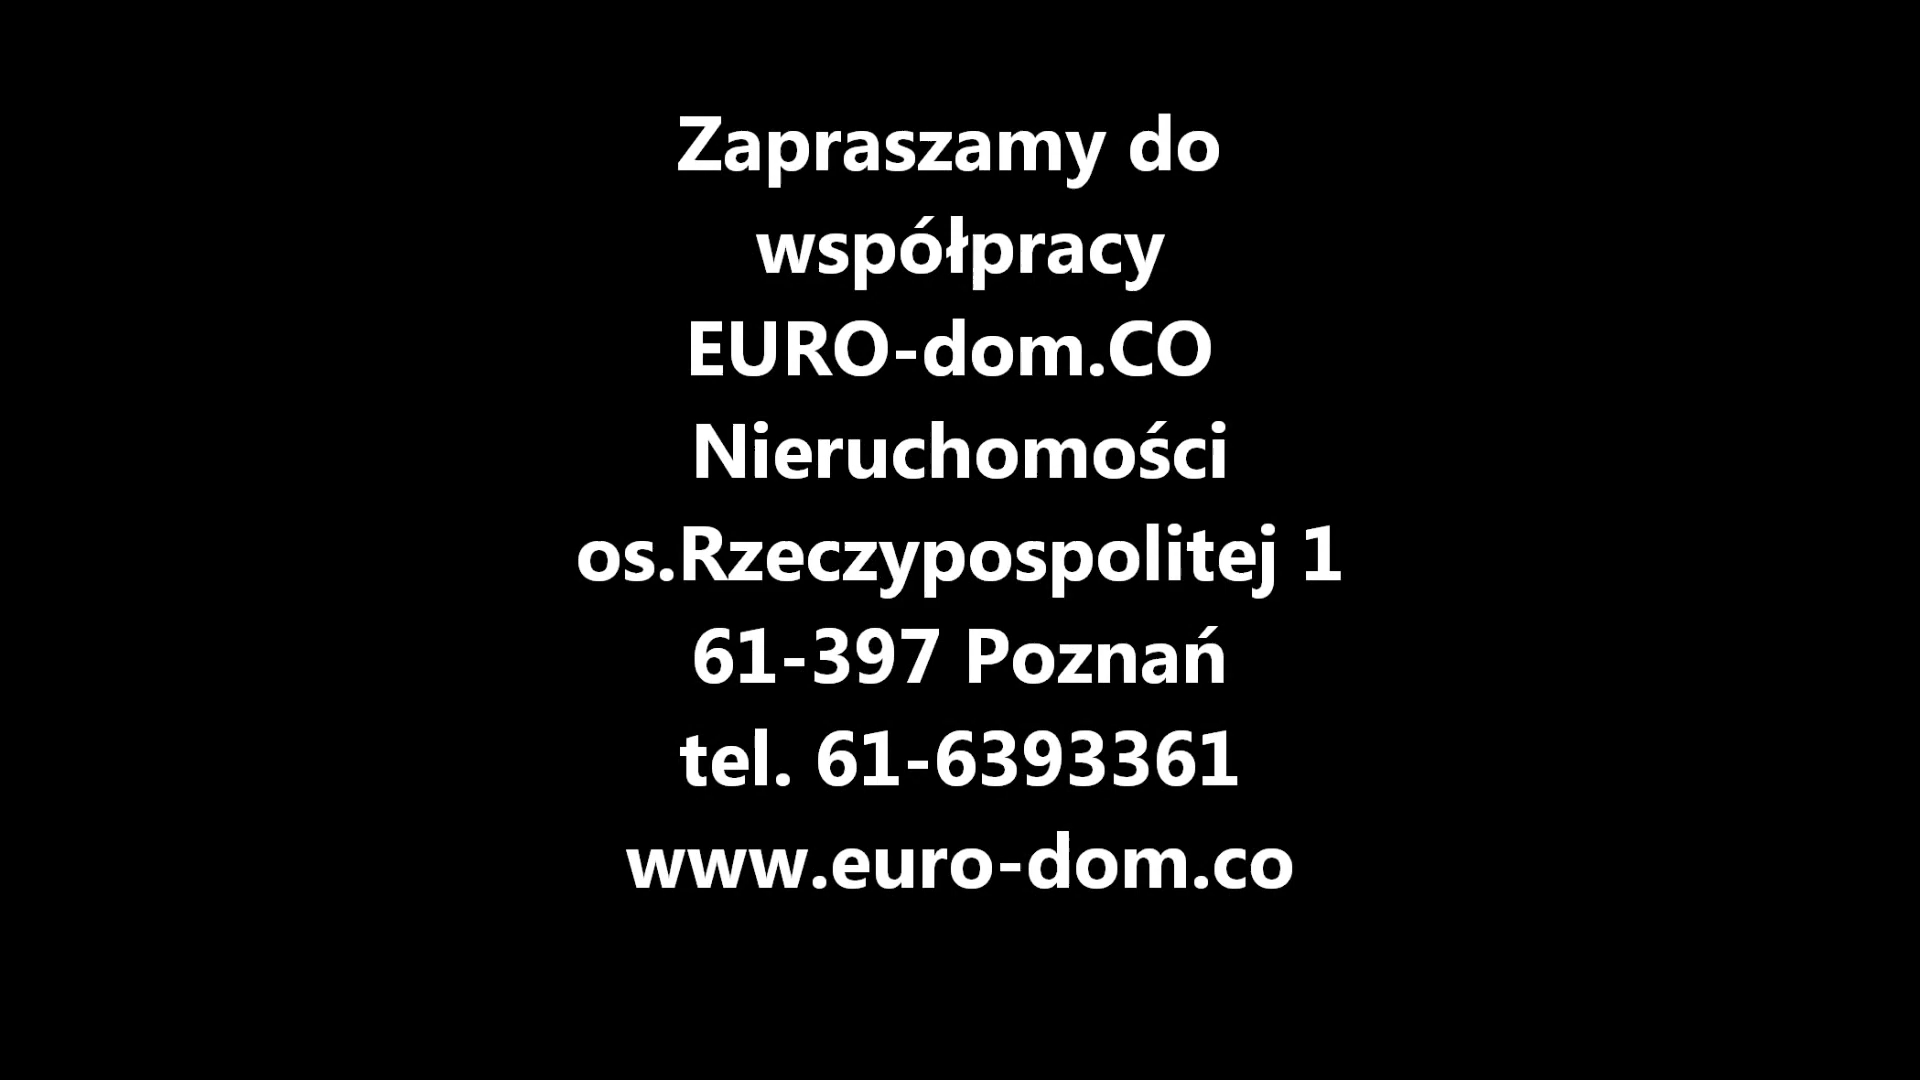 Zapraszamy do
współpracy
EURO-dom.CO
Nieruchomości
os.Rzeczypospolitej 1
61-397 Poznań
tel. 61-6393361
www.euro-dom.co